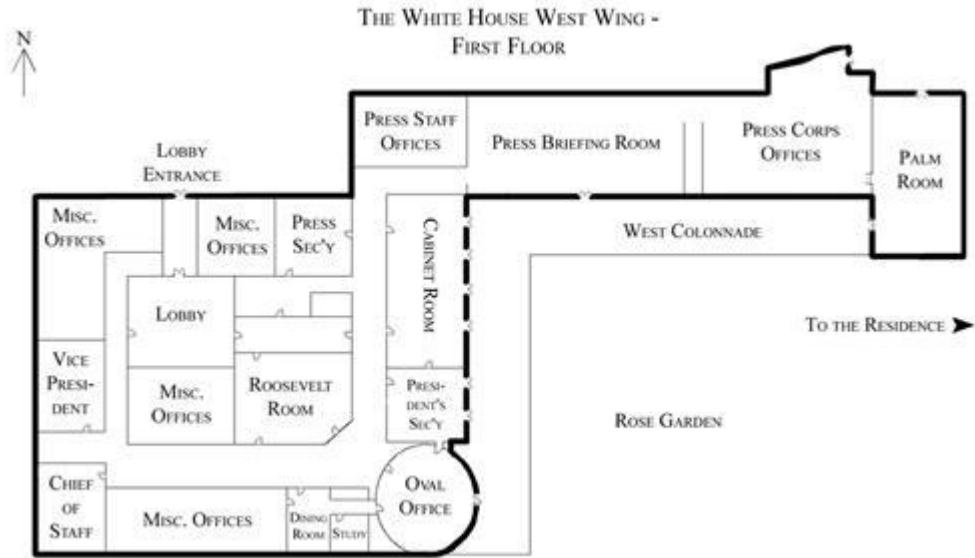 THE WHITE HOUSE WEST WING -
FIRST FLOOR
N
PRESS STAFF
OFFICES
PRESS BRIEFING ROOM
PRESS CORPS
OFFICES
PALM
ROOM
LOBBY
ENTRANCE
MISC.
OFFICES
MISC.
OFFICES
PRESS
SEC'Y
CABINET ROOM
WEST COLONNADE
LOBBY
TO THE RESIDENCE
VICE
PRESI-
DENT
MISC.
OFFICES
ROOSEVELT
ROOM
PRESI-
DENT'S
SEC'Y
ROSE GARDEN
CHIEF
OF
STAFF
MISC. OFFICES
DINING
ROOM
STUDY
OVAL
OFFICE